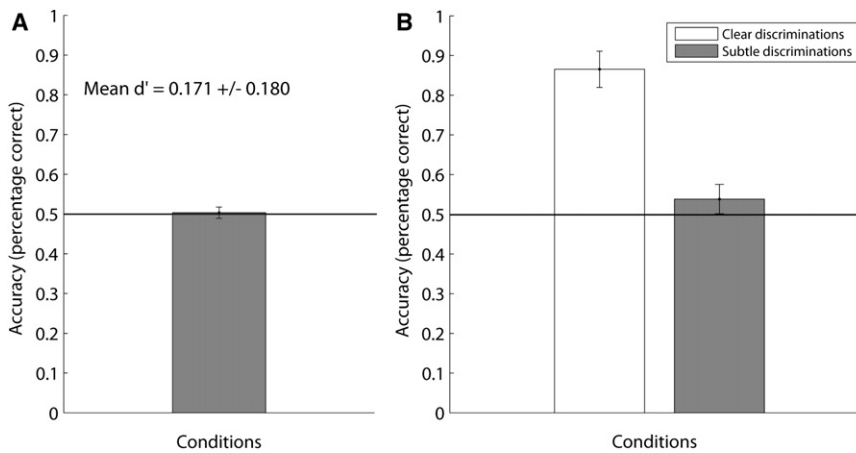 A
Accuracy (percentage correct)
1
0.9
0.8
0.7
0.6
0.5
0.4
0.3
0.2
0.1
0
Mean d' = 0.171 +/- 0.180
Conditions
B
Accuracy (percentage correct)
1
0.9
0.8
0.7
0.6
0.5
0.4
0.3
0.2
0.1
0
Clear discriminations
Subtle discriminations
Conditions